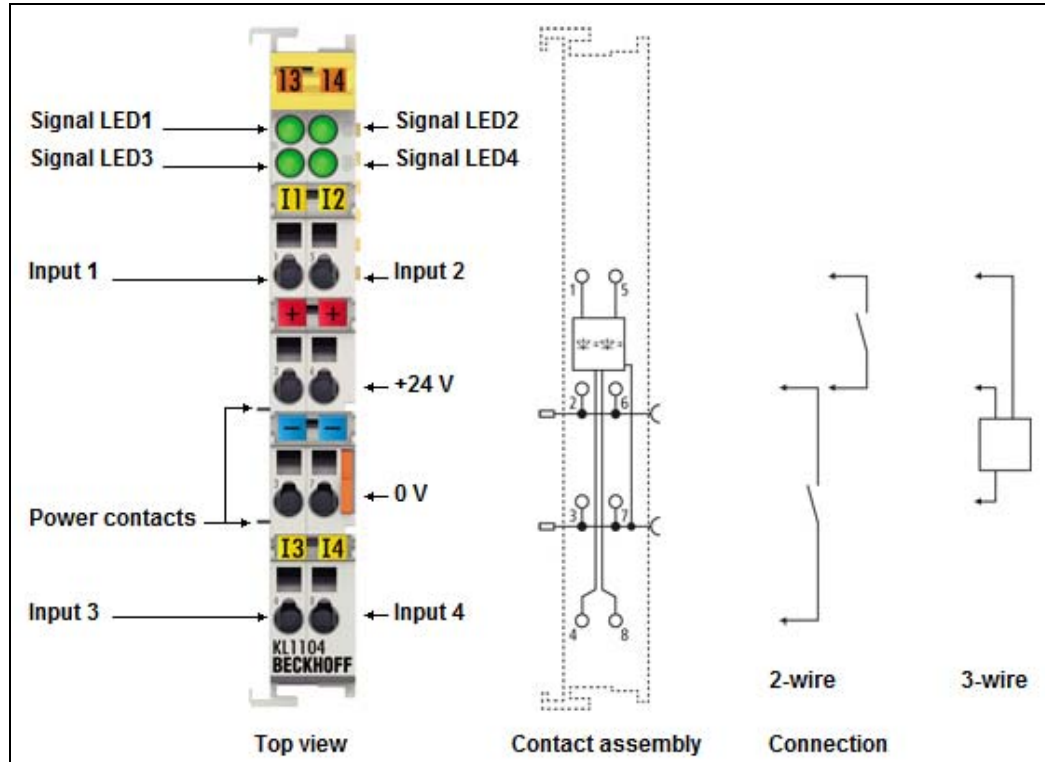 13 14
Signal LED1
Signal LED2
Signal LED3
Signal LED4
I1 I2
Input 1
Input 2
1 5
+ +
+24 V
2 6
− −
0 V
3 7
Power contacts
I3 I4
Input 3
Input 4
4 8
KL1104
BECKHOFF
2-wire
3-wire
Top view
Contact assembly
Connection